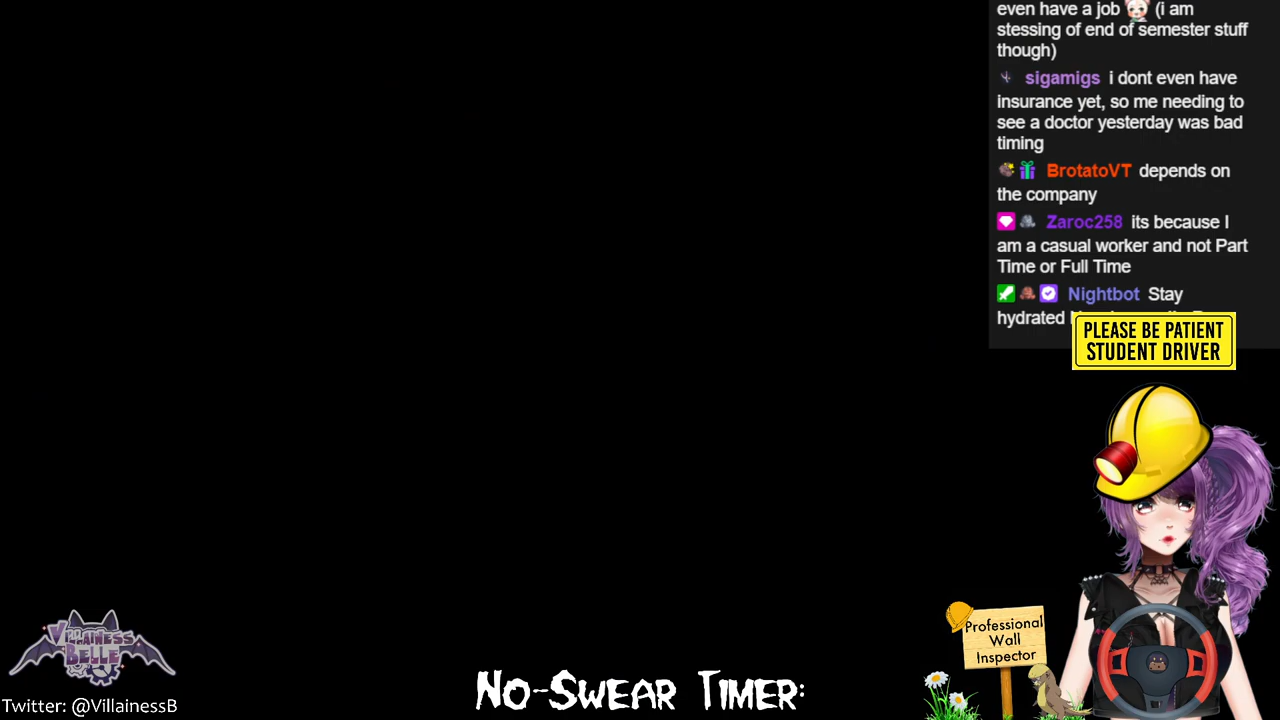 even have a job (i am
stessing of end of semester stuff
though)
sigamigs i dont even have
insurance yet, so me needing to
see a doctor yesterday was bad
timing
BrotatoVT depends on
the company
Zaroc258 its because I
am a casual worker and not Part
Time or Full Time
Nightbot Stay
hydrated
PLEASE BE PATIENT
STUDENT DRIVER
Professional
Wall
Inspector
VILLAINESS
BELLE
Twitter: @VillainessB
NO-SWEAR TIMER: